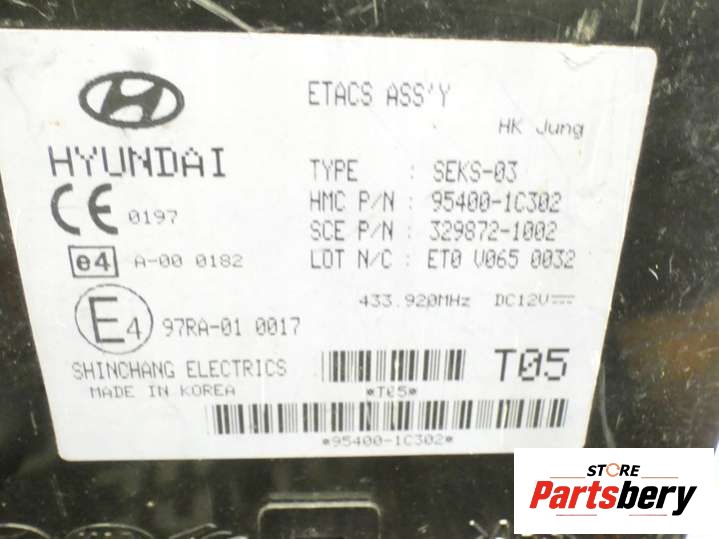 ETACS ASS'Y
HK Jung
HYUNDAI
TYPE : SEKS-03
HMC P/N : 95400-1C302
SCE P/N : 329872-1002
LOT N/C : ET0 V065 0032
CE 0197
e4 A-00 0182
433.920MHz DC12V
E4 97RA-01 0017
SHINCHANG ELECTRICS
MADE IN KOREA
T05
*T05*
*95400-1C302*
STORE
Partsbery